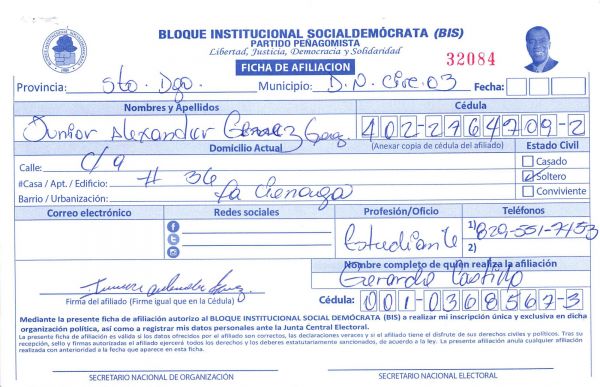 BLOQUE INSTITUCIONAL SOCIALDEMÓCRATA (BIS)
PARTIDO PEÑAGOMISTA
Libertad, Justicia, Democracia y Solidaridad
FICHA DE AFILIACION
32084
Provincia: Sto. Dgo. Municipio: D.N. Circ. 03 Fecha:
Nombres y Apellidos Cédula
Junior Alexander 402-2764709-2
(Anexar copia de cédula del afiliado)
Domicilio Actual Estado Civil
Calle: C/ 9
Casado
#Casa / Apt. / Edificio: # 36
Soltero
Barrio / Urbanización: La Cienaga
Conviviente
Correo electrónico Redes sociales Profesión/Oficio Teléfonos
Estudiante 1) 829-551-7453
2)
Nombre completo de quien realiza la afiliación
Gerardo Castillo
Firma del afiliado (Firme igual que en la Cédula)
Cédula: 001-0368567-3
Mediante la presente ficha de afiliación autorizo al BLOQUE INSTITUCIONAL SOCIAL DEMÓCRATA (BIS) a realizar mi inscripción única y exclusiva en dicha
organización política, así como a registrar mis datos personales ante la Junta Central Electoral.
La presente ficha de afiliación es valida si los datos ofrecidos por el afiliado son correctos, las declaraciones veraces y si el afiliado tiene el disfrute de sus derechos civiles y políticos. Tras su
recepción, sello y firmas autorizadas el afiliado ejercerá todos los derechos y los deberes estatutariamente sancionados, de acuerdo a la ley. La presente afiliación anula cualquier afiliación
realizada con anterioridad a la fecha que aparece en esta ficha.
SECRETARIO NACIONAL DE ORGANIZACIÓN SECRETARIO NACIONAL ELECTORAL